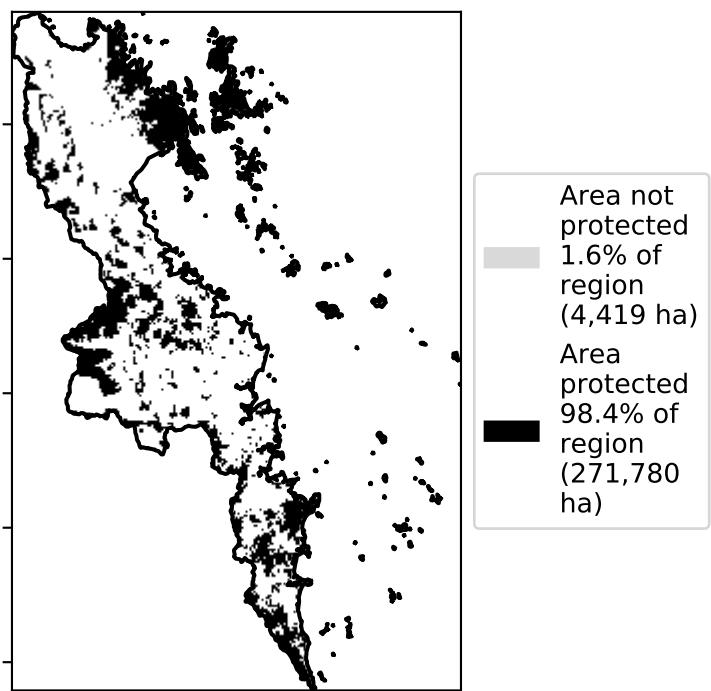 Area not
protected
1.6% of
region
(4,419 ha)
Area
protected
98.4% of
region
(271,780
ha)